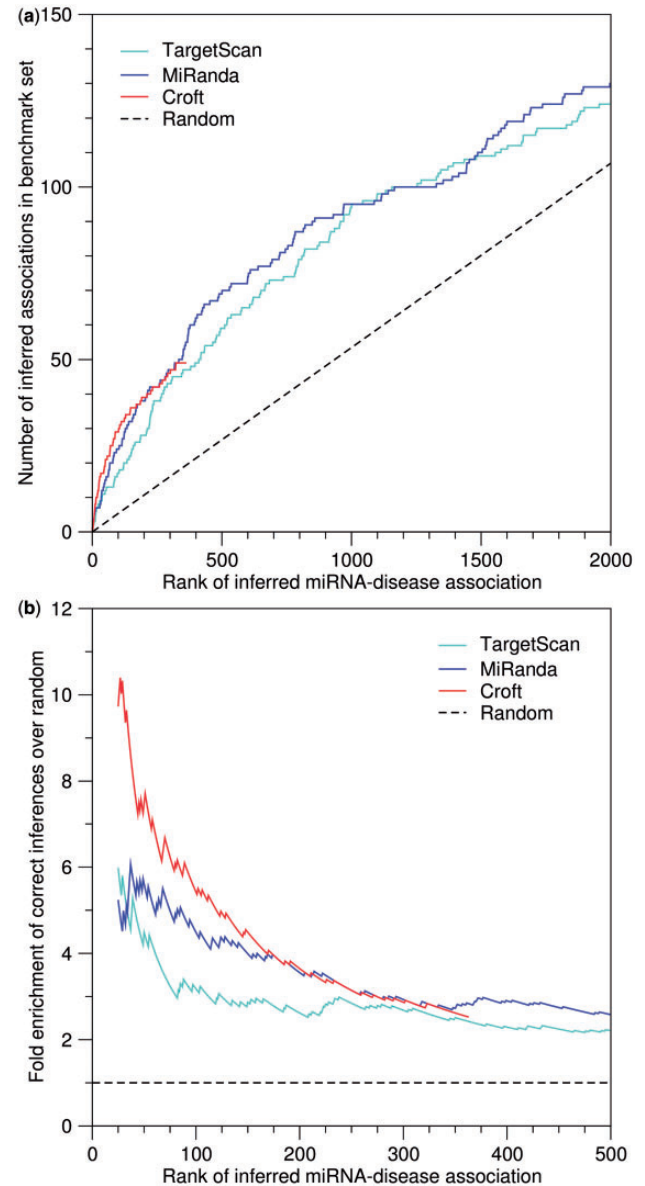 (a)
150
100
50
0
Number of inferred associations in benchmark set
TargetScan
MiRanda
Croft
Random
0 500 1000 1500 2000
Rank of inferred miRNA-disease association
(b)
12
10
8
6
4
2
0
Fold enrichment of correct inferences over random
TargetScan
MiRanda
Croft
Random
0 100 200 300 400 500
Rank of inferred miRNA-disease association